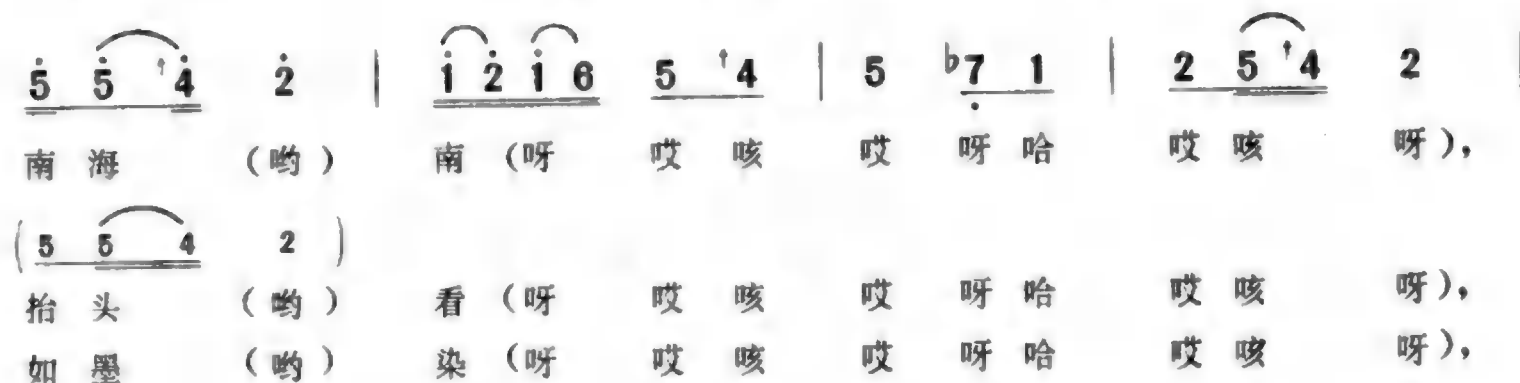 5 5 ↑4 2 | 1 2 1 6 5 ↑4 | 5 ♭7 1 | 2 5 ↑4 2 |
南 海 (哟) 南 (呀 哎 咳 哎 呀 哈 哎 咳 呀),
(5 5 4 2)
抬 头 (哟) 看 (呀 哎 咳 哎 呀 哈 哎 咳 呀),
如 墨 (哟) 染 (呀 哎 咳 哎 呀 哈 哎 咳 呀),